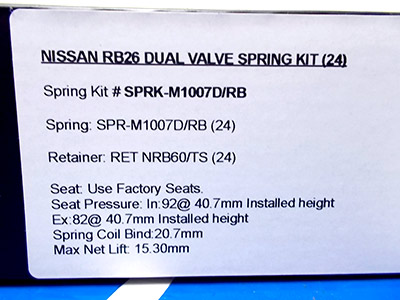 NISSAN RB26 DUAL VALVE SPRING KIT (24)
Spring Kit # SPRK-M1007D/RB
Spring: SPR-M1007D/RB (24)
Retainer: RET NRB60/TS (24)
Seat: Use Factory Seats.
Seat Pressure: In:92@ 40.7mm Installed height
Ex:82@ 40.7mm Installed height
Spring Coil Bind:20.7mm
Max Net Lift: 15.30mm